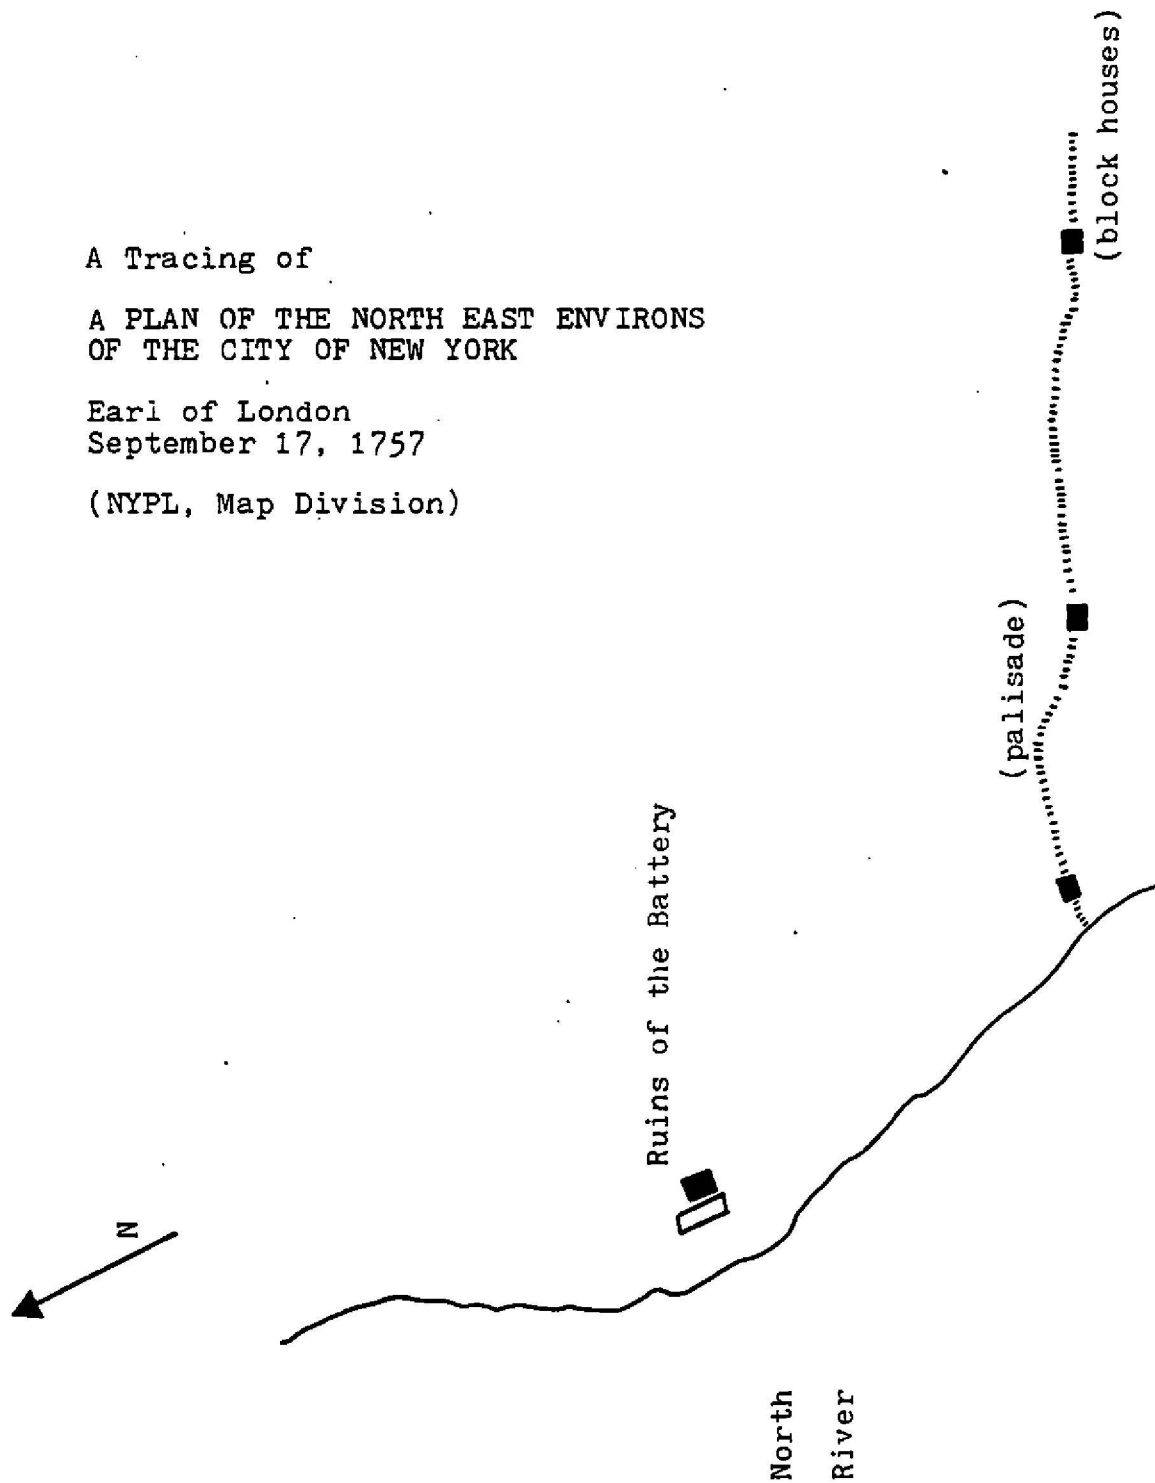 A Tracing of
A PLAN OF THE NORTH EAST ENVIRONS
OF THE CITY OF NEW YORK
Earl of London
September 17, 1757
(NYPL, Map Division)
(block houses)
(palisade)
Ruins of the Battery
N
North
River